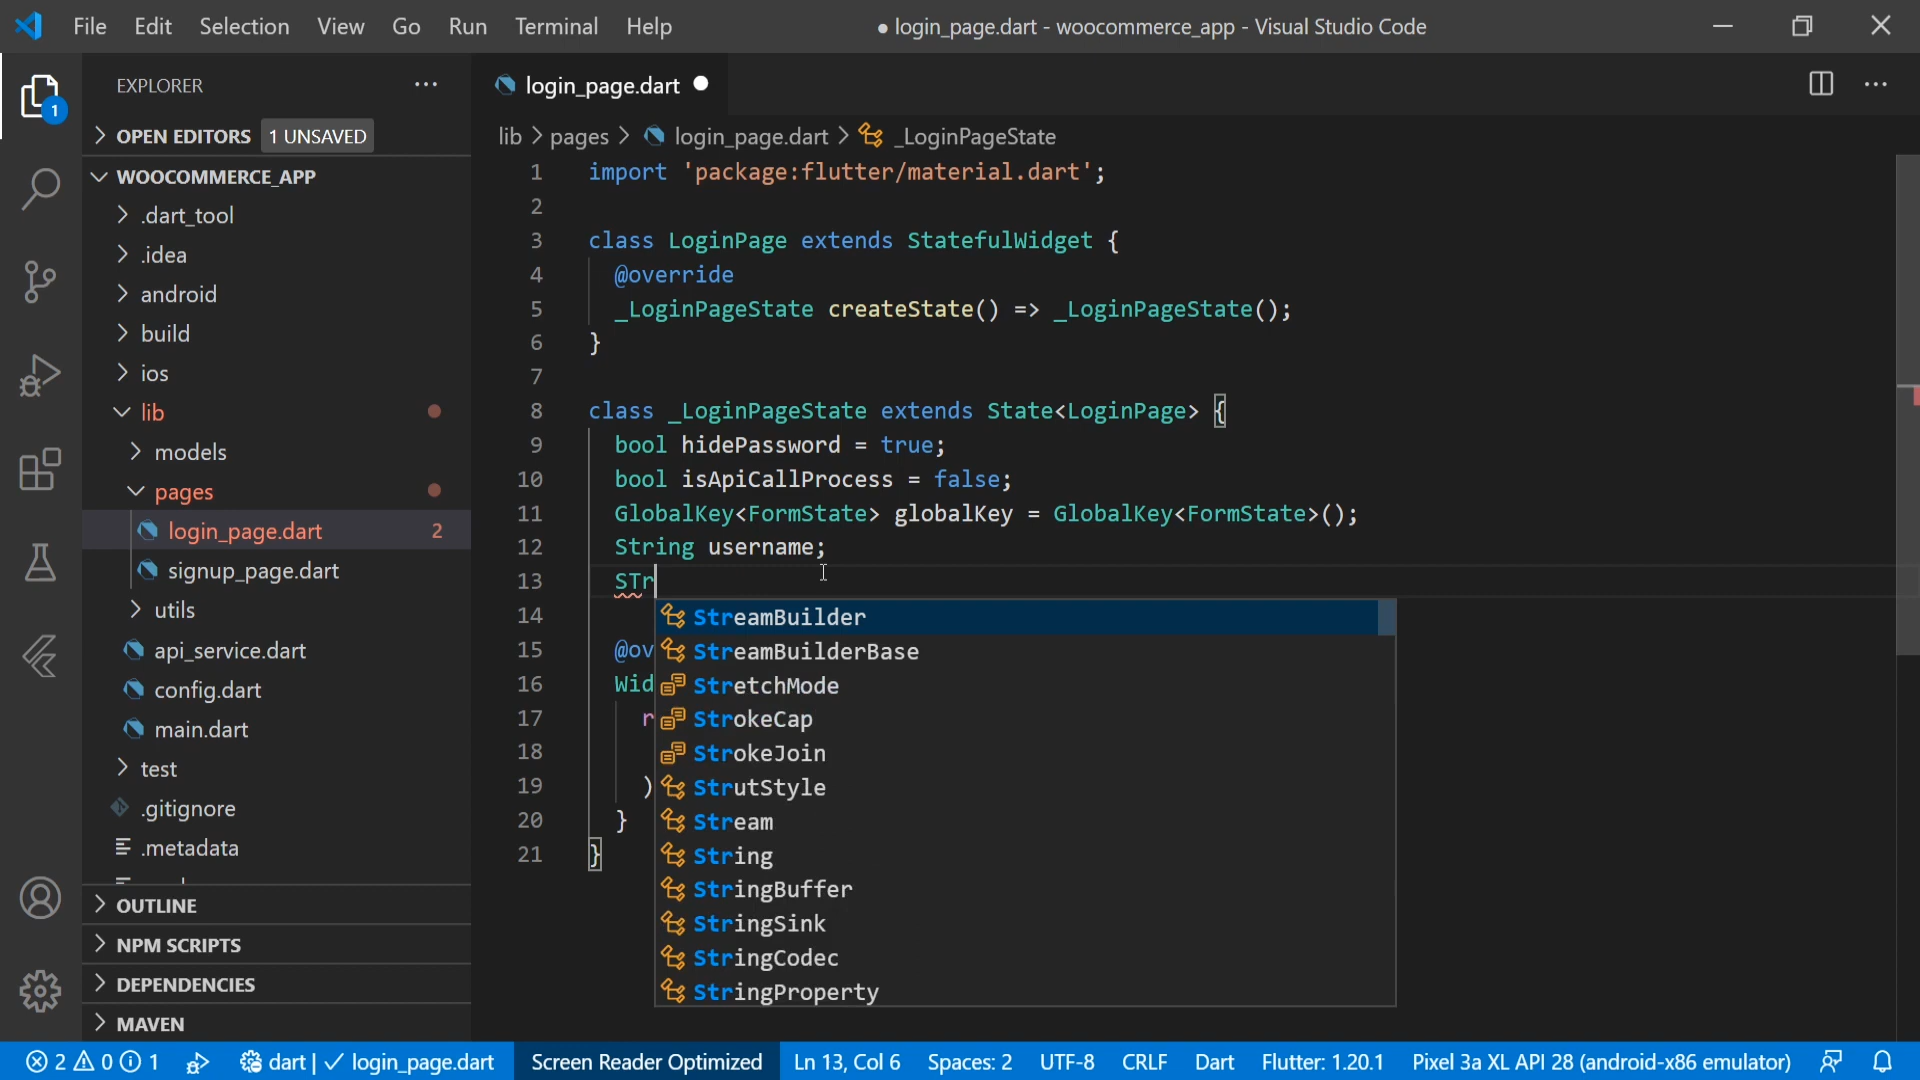 File Edit Selection View Go Run Terminal Help
● login_page.dart - woocommerce_app - Visual Studio Code
EXPLORER
OPEN EDITORS 1 UNSAVED
WOOCOMMERCE_APP
.dart_tool
.idea
android
build
ios
lib
models
pages
login_page.dart 2
signup_page.dart
utils
api_service.dart
config.dart
main.dart
test
.gitignore
.metadata
OUTLINE
NPM SCRIPTS
DEPENDENCIES
MAVEN
1
login_page.dart
lib > pages > login_page.dart > _LoginPageState
1 import 'package:flutter/material.dart';
2
3 class LoginPage extends StatefulWidget {
4 @override
5 _LoginPageState createState() => _LoginPageState();
6 }
7
8 class _LoginPageState extends State<LoginPage> {
9 bool hidePassword = true;
10 bool isApiCallProcess = false;
11 GlobalKey<FormState> globalKey = GlobalKey<FormState>();
12 String username;
13 STr
14
15 @ov
16 Wid
17 r
18
19 )
20 }
21 }
StreamBuilder
StreamBuilderBase
StretchMode
StrokeCap
StrokeJoin
StrutStyle
Stream
String
StringBuffer
StringSink
StringCodec
StringProperty
2 0 1 dart | ✓ login_page.dart Screen Reader Optimized Ln 13, Col 6 Spaces: 2 UTF-8 CRLF Dart Flutter: 1.20.1 Pixel 3a XL API 28 (android-x86 emulator)